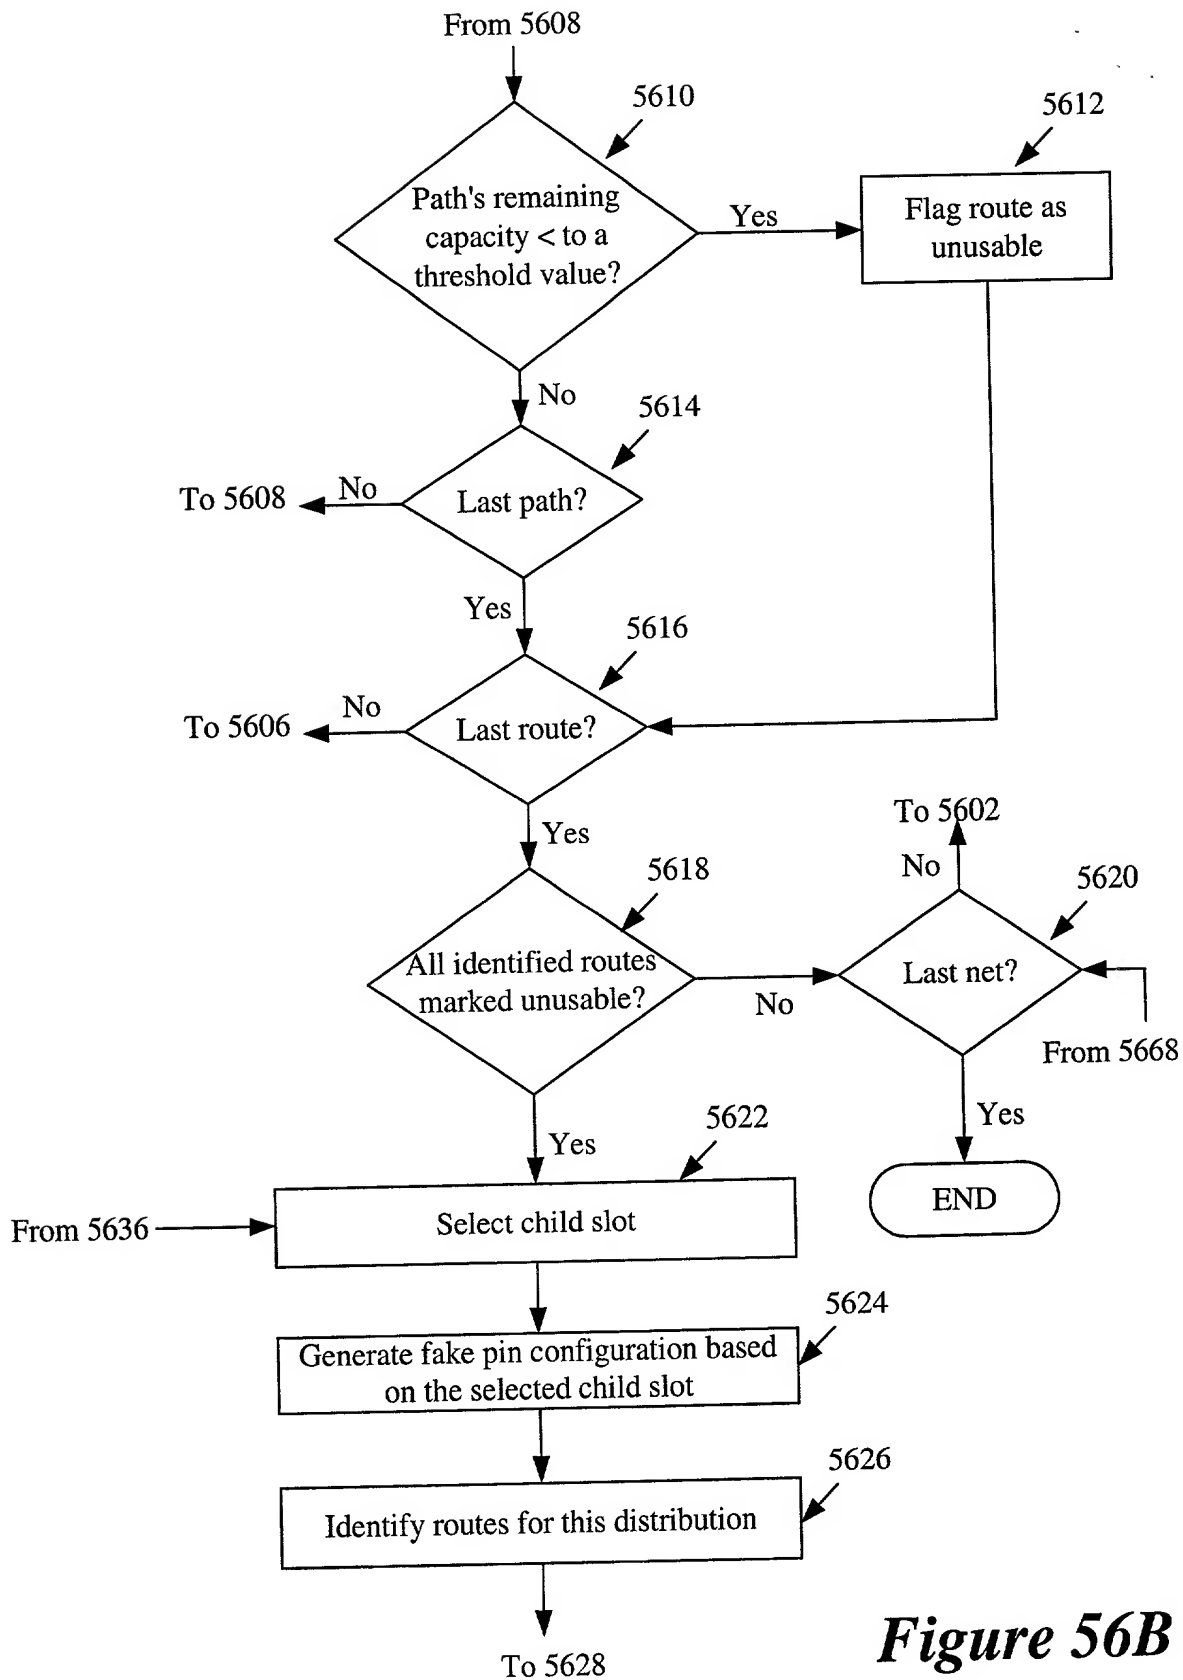 From 5608
5610
5612
Path's remaining
capacity < to a
threshold value?
Yes
Flag route as
unusable
No
5614
To 5608
No
Last path?
Yes
5616
To 5606
No
Last route?
Yes
To 5602
No
5618
5620
All identified routes
marked unusable?
No
Last net?
From 5668
Yes
Yes
5622
From 5636
Select child slot
END
5624
Generate fake pin configuration based
on the selected child slot
5626
Identify routes for this distribution
To 5628
Figure 56B